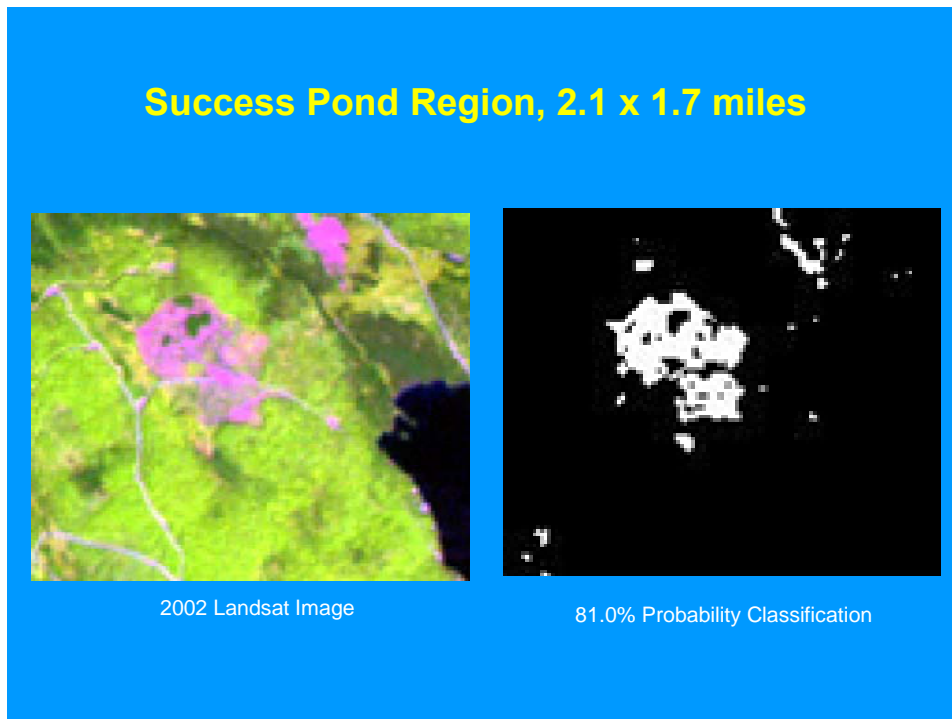 Success Pond Region, 2.1 x 1.7 miles
2002 Landsat Image
81.0% Probability Classification